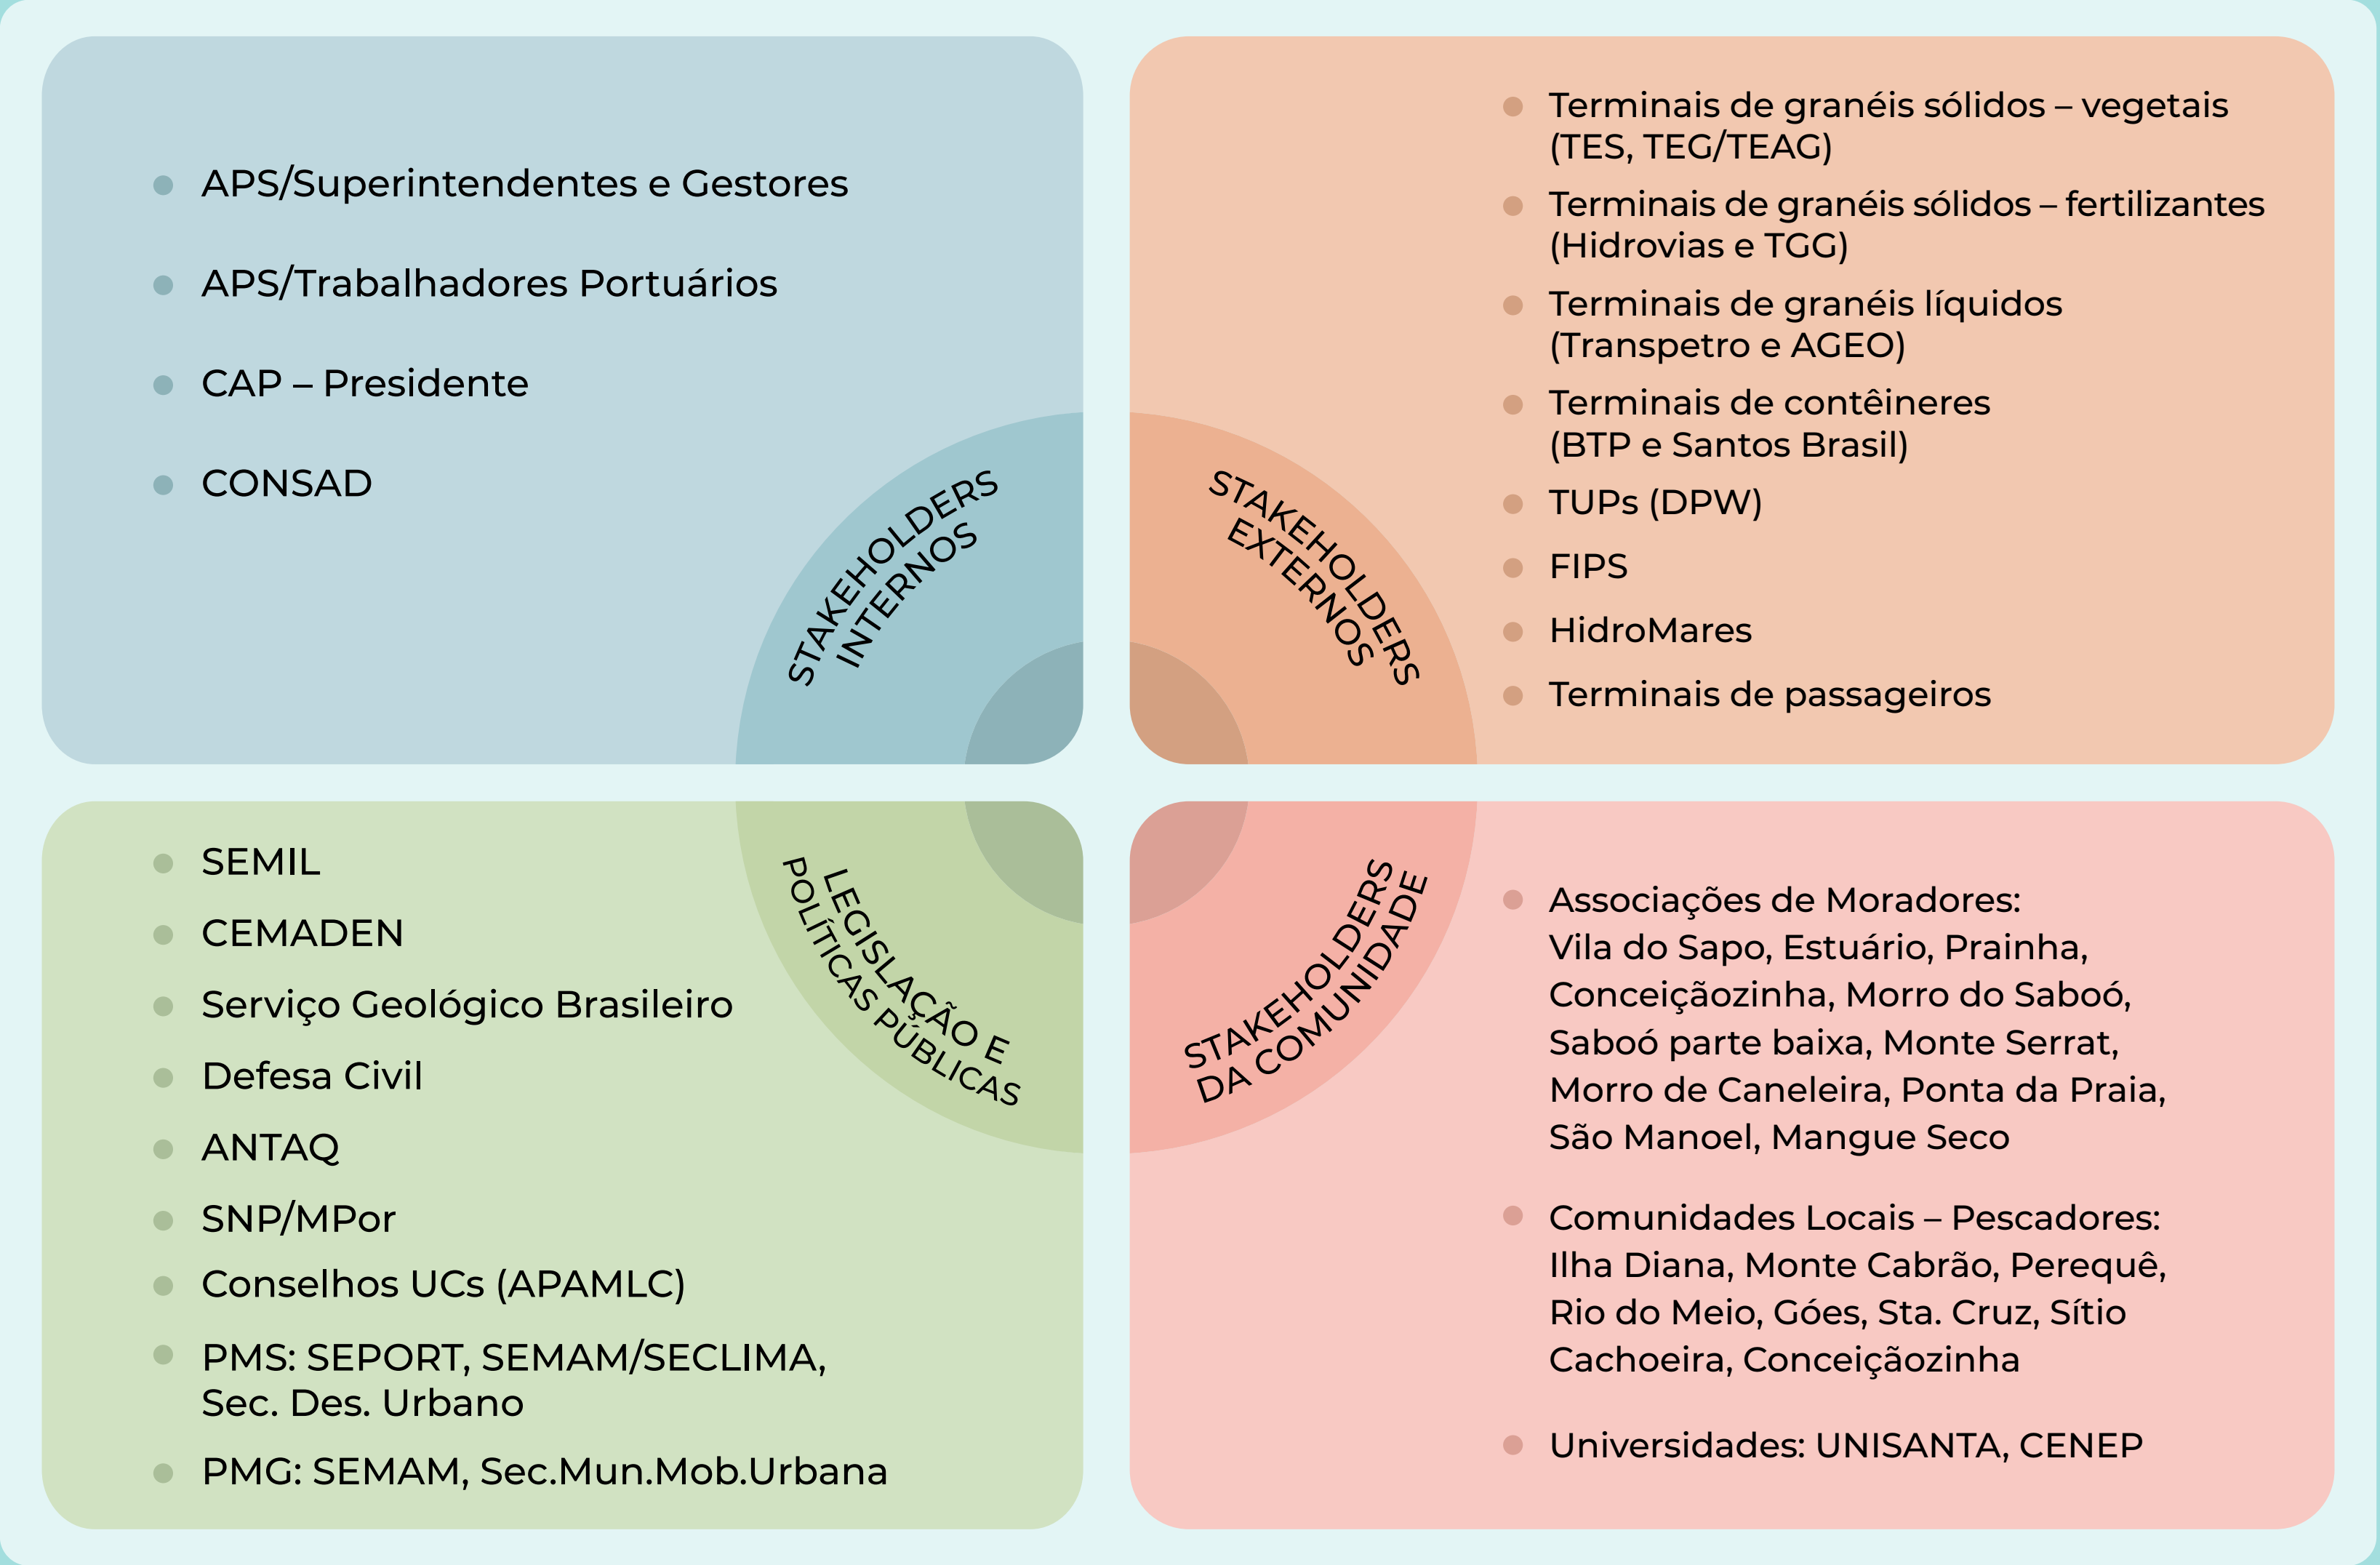 APS/Superintendentes e Gestores
APS/Trabalhadores Portuários
CAP – Presidente
CONSAD
STAKEHOLDERS
INTERNOS
Terminais de granéis sólidos – vegetais
(TES, TEG/TEAG)
Terminais de granéis sólidos – fertilizantes
(Hidrovias e TGG)
Terminais de granéis líquidos
(Transpetro e AGEO)
Terminais de contêineres
(BTP e Santos Brasil)
TUPs (DPW)
FIPS
HidroMares
Terminais de passageiros
STAKEHOLDERS
EXTERNOS
SEMIL
CEMADEN
Serviço Geológico Brasileiro
Defesa Civil
ANTAQ
SNP/MPor
Conselhos UCs (APAMLC)
PMS: SEPORT, SEMAM/SECLIMA,
Sec. Des. Urbano
PMG: SEMAM, Sec.Mun.Mob.Urbana
LEGISLAÇÃO E
POLÍTICAS PÚBLICAS
STAKEHOLDERS
DA COMUNIDADE
Associações de Moradores:
Vila do Sapo, Estuário, Prainha,
Conceiçãozinha, Morro do Saboó,
Saboó parte baixa, Monte Serrat,
Morro de Caneleira, Ponta da Praia,
São Manoel, Mangue Seco
Comunidades Locais – Pescadores:
Ilha Diana, Monte Cabrão, Perequê,
Rio do Meio, Góes, Sta. Cruz, Sítio
Cachoeira, Conceiçãozinha
Universidades: UNISANTA, CENEP